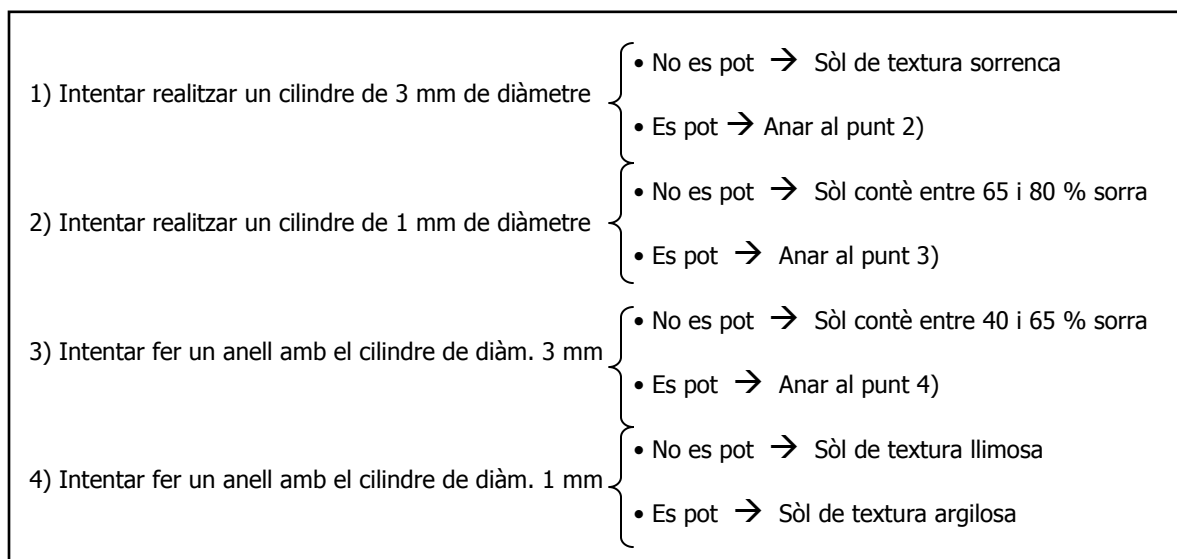 • No es pot → Sòl de textura sorrenca
1) Intentar realitzar un cilindre de 3 mm de diàmetre
• Es pot → Anar al punt 2)
• No es pot → Sòl contè entre 65 i 80 % sorra
2) Intentar realitzar un cilindre de 1 mm de diàmetre
• Es pot → Anar al punt 3)
• No es pot → Sòl contè entre 40 i 65 % sorra
3) Intentar fer un anell amb el cilindre de diàm. 3 mm
• Es pot → Anar al punt 4)
• No es pot → Sòl de textura llimosa
4) Intentar fer un anell amb el cilindre de diàm. 1 mm
• Es pot → Sòl de textura argilosa